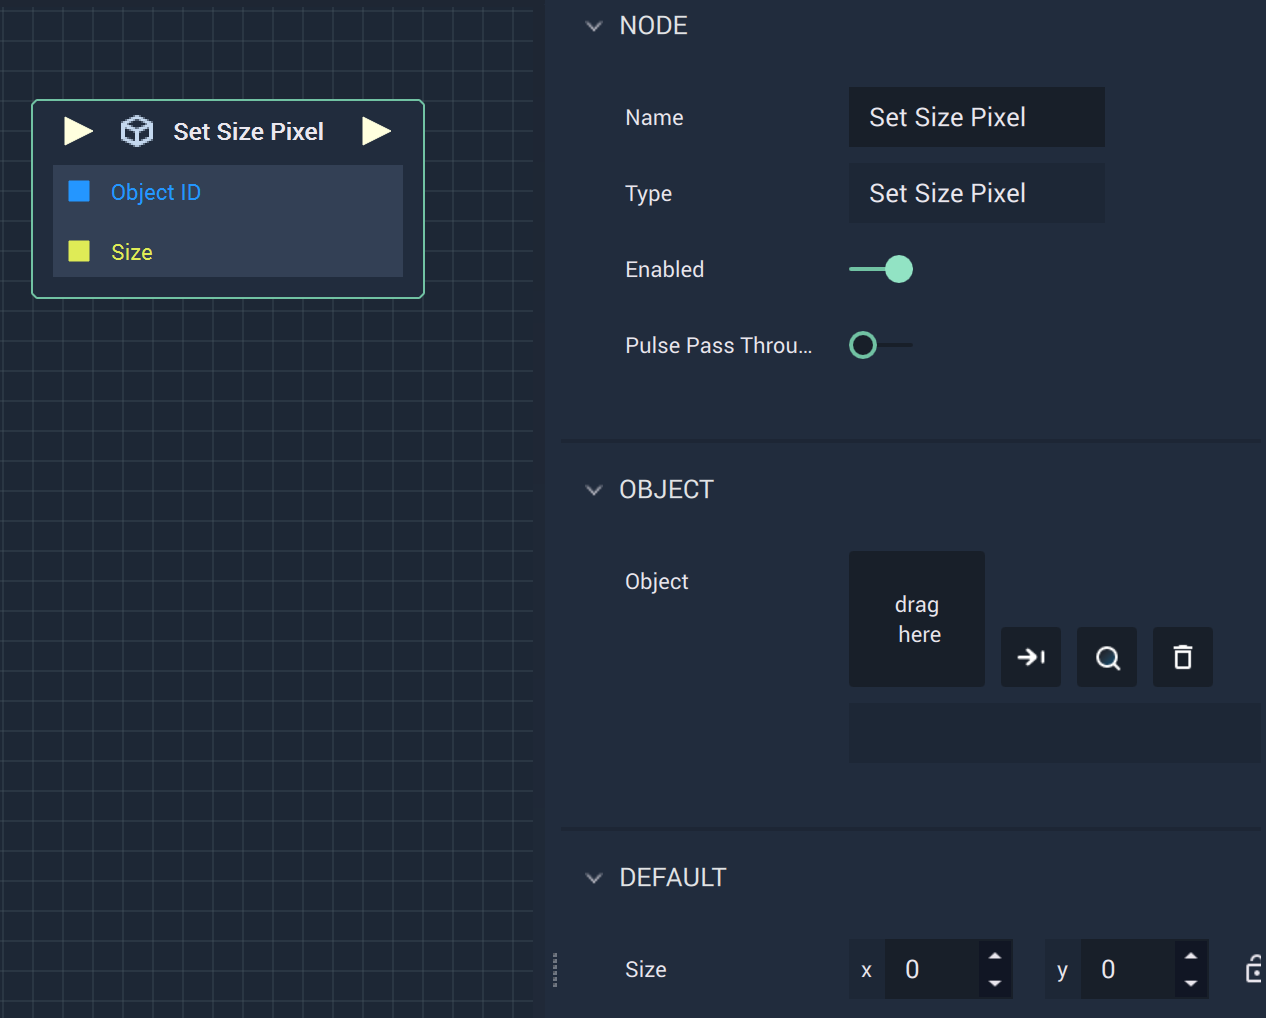 Set Size Pixel
Object ID
Size
NODE
Name
Set Size Pixel
Type
Set Size Pixel
Enabled
Pulse Pass Throu...
OBJECT
Object
drag
here
DEFAULT
Size
x 0
y 0